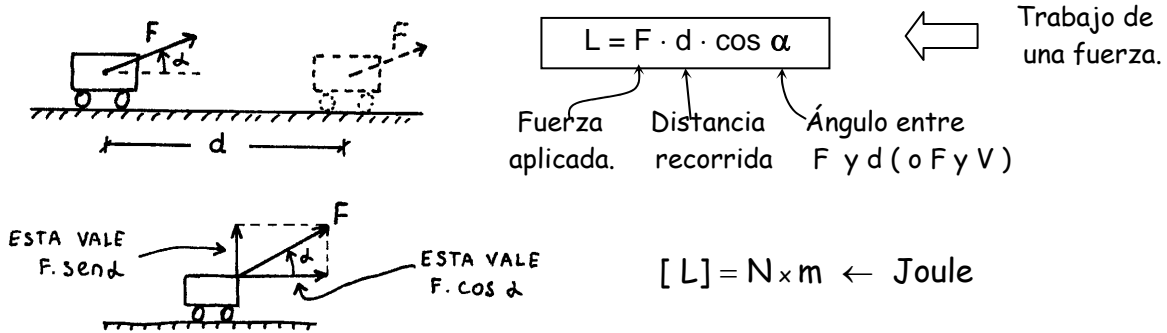 F
α
F
d
L = F · d · cos α
Trabajo de
una fuerza.
Fuerza
aplicada.
Distancia
recorrida
Ángulo entre
F y d ( o F y V )
ESTA VALE
F. sen α
F
α
ESTA VALE
F. COS α
[ L ] = N × m ← Joule